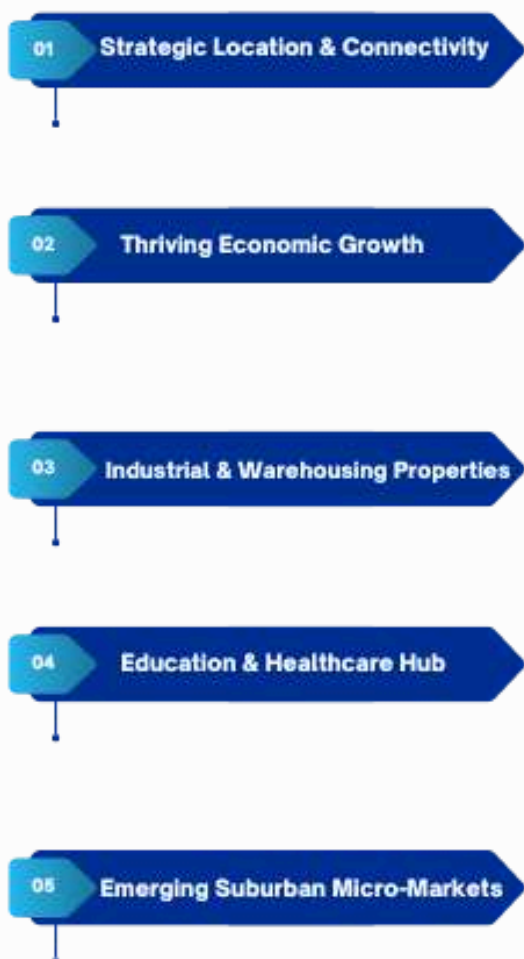 01 Strategic Location & Connectivity
02 Thriving Economic Growth
03 Industrial & Warehousing Properties
04 Education & Healthcare Hub
05 Emerging Suburban Micro-Markets